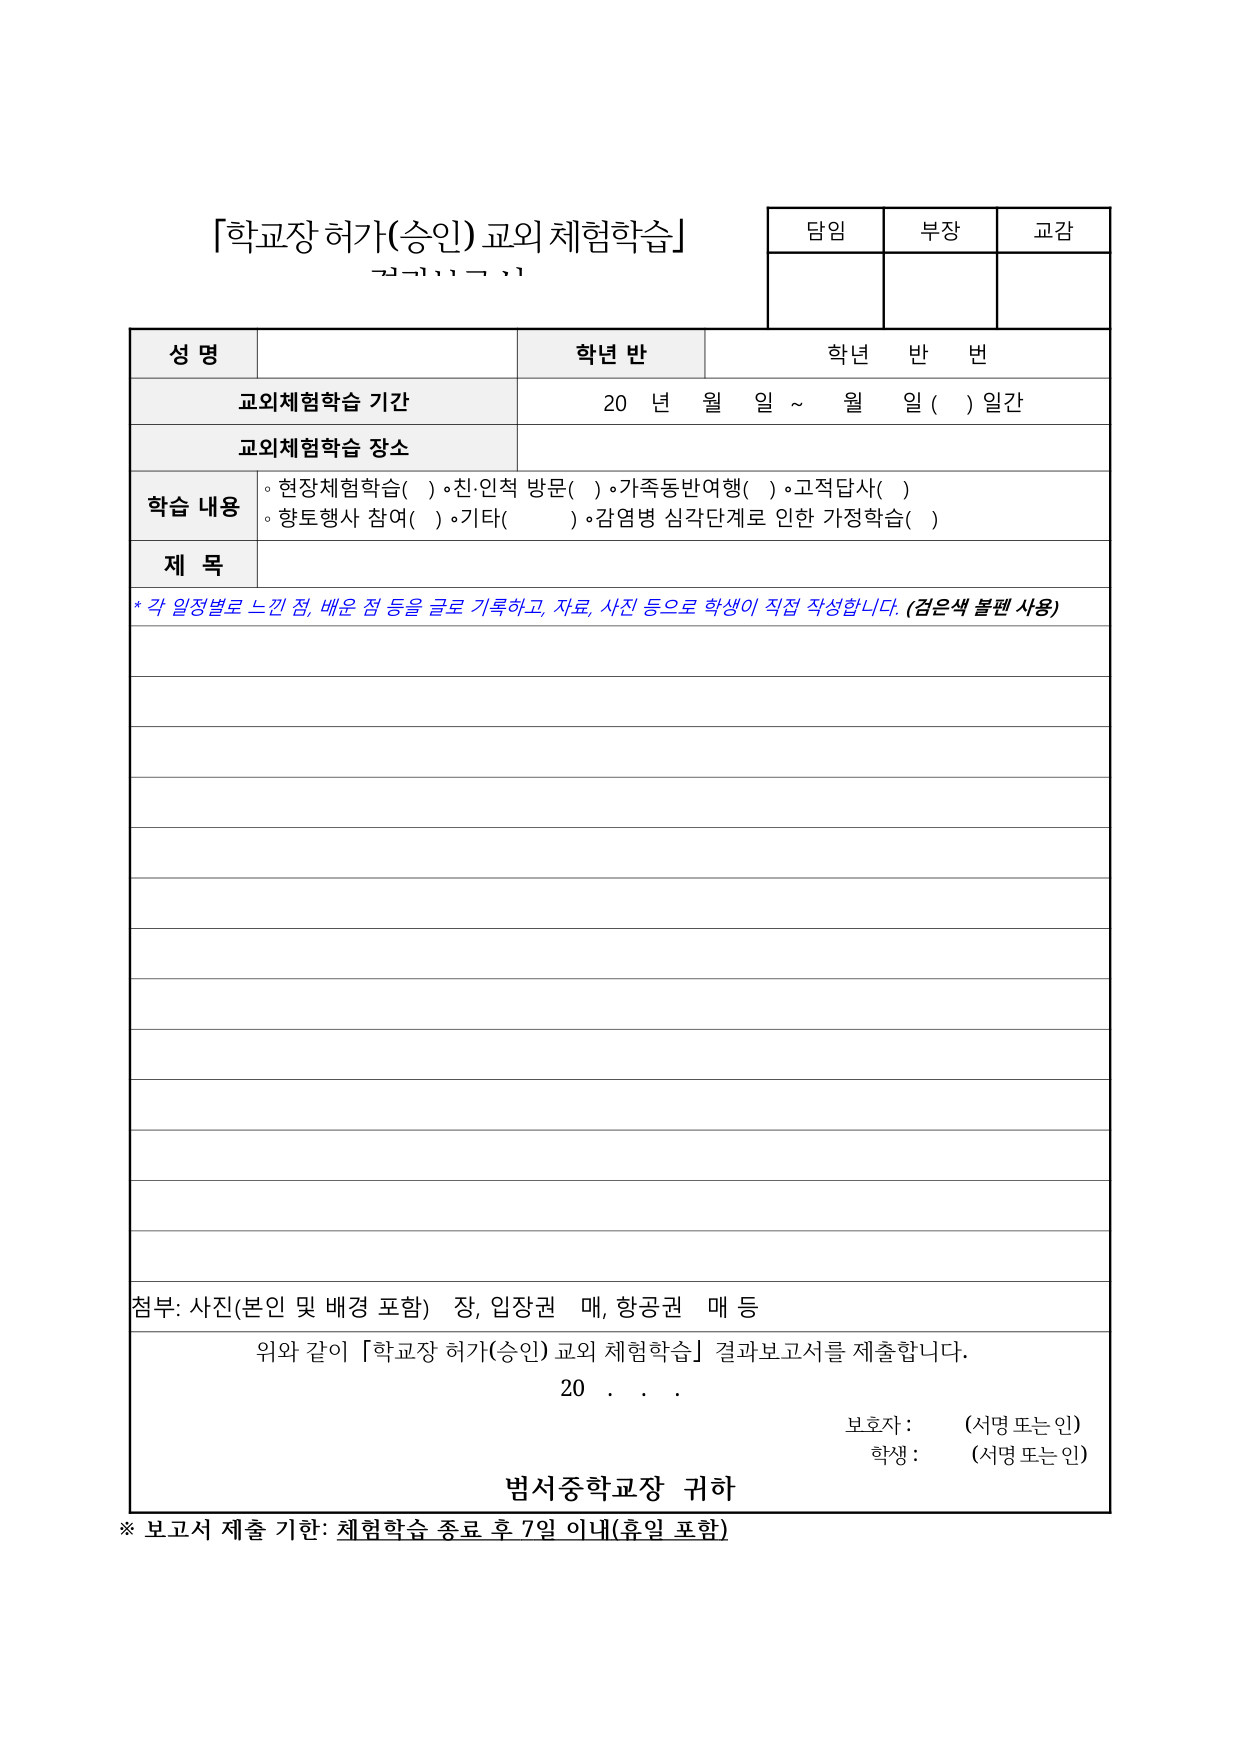 「학교장 허가(승인) 교외 체험학습」
담임 부장 교감
성 명 학년 반 학년 반 번
교외체험학습 기간 20 년 월 일 ~ 월 일 ( ) 일간
교외체험학습 장소
학습 내용
◦ 현장체험학습( ) ◦친·인척 방문( ) ◦가족동반여행( ) ◦고적답사( )
◦ 향토행사 참여( ) ◦기타( ) ◦감염병 심각단계로 인한 가정학습( )
제 목
* 각 일정별로 느낀 점, 배운 점 등을 글로 기록하고, 자료, 사진 등으로 학생이 직접 작성합니다. (검은색 볼펜 사용)
첨부: 사진(본인 및 배경 포함) 장, 입장권 매, 항공권 매 등
위와 같이「학교장 허가(승인) 교외 체험학습」결과보고서를 제출합니다.
20 . . .
보호자 : (서명 또는 인)
학생 : (서명 또는 인)
범서중학교장 귀하
※ 보고서 제출 기한: 체험학습 종료 후 7일 이내(휴일 포함)